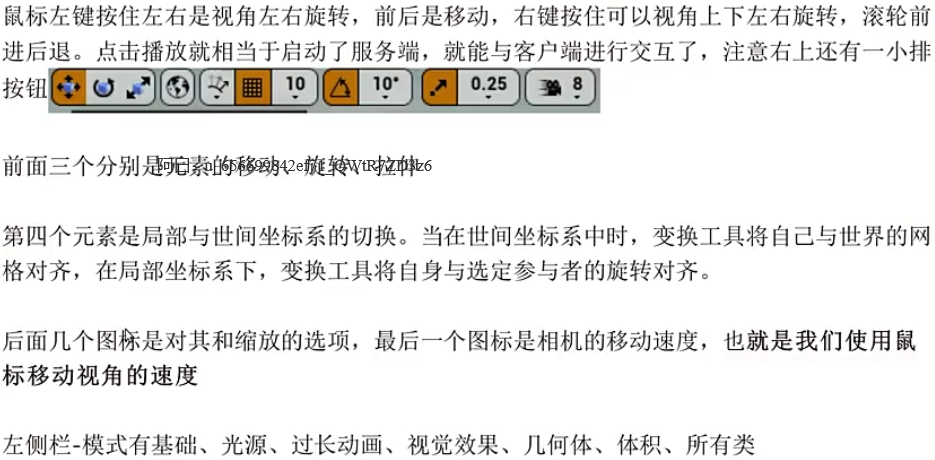 鼠标左键按住左右是视角左右旋转，前后是移动，右键按住可以视角上下左右旋转，滚轮前
进后退。点击播放就相当于启动了服务端，就能与客户端进行交互了，注意右上还有一小排
按钮 10 10° 0.25 8
前面三个分别是元素的移动、旋转、拉伸
第四个元素是局部与世间坐标系的切换。当在世间坐标系中时，变换工具将自己与世界的网
格对齐，在局部坐标系下，变换工具将自身与选定参与者的旋转对齐。
后面几个图标是对其和缩放的选项，最后一个图标是相机的移动速度，也就是我们使用鼠
标移动视角的速度
左侧栏-模式有基础、光源、过长动画、视觉效果、几何体、体积、所有类